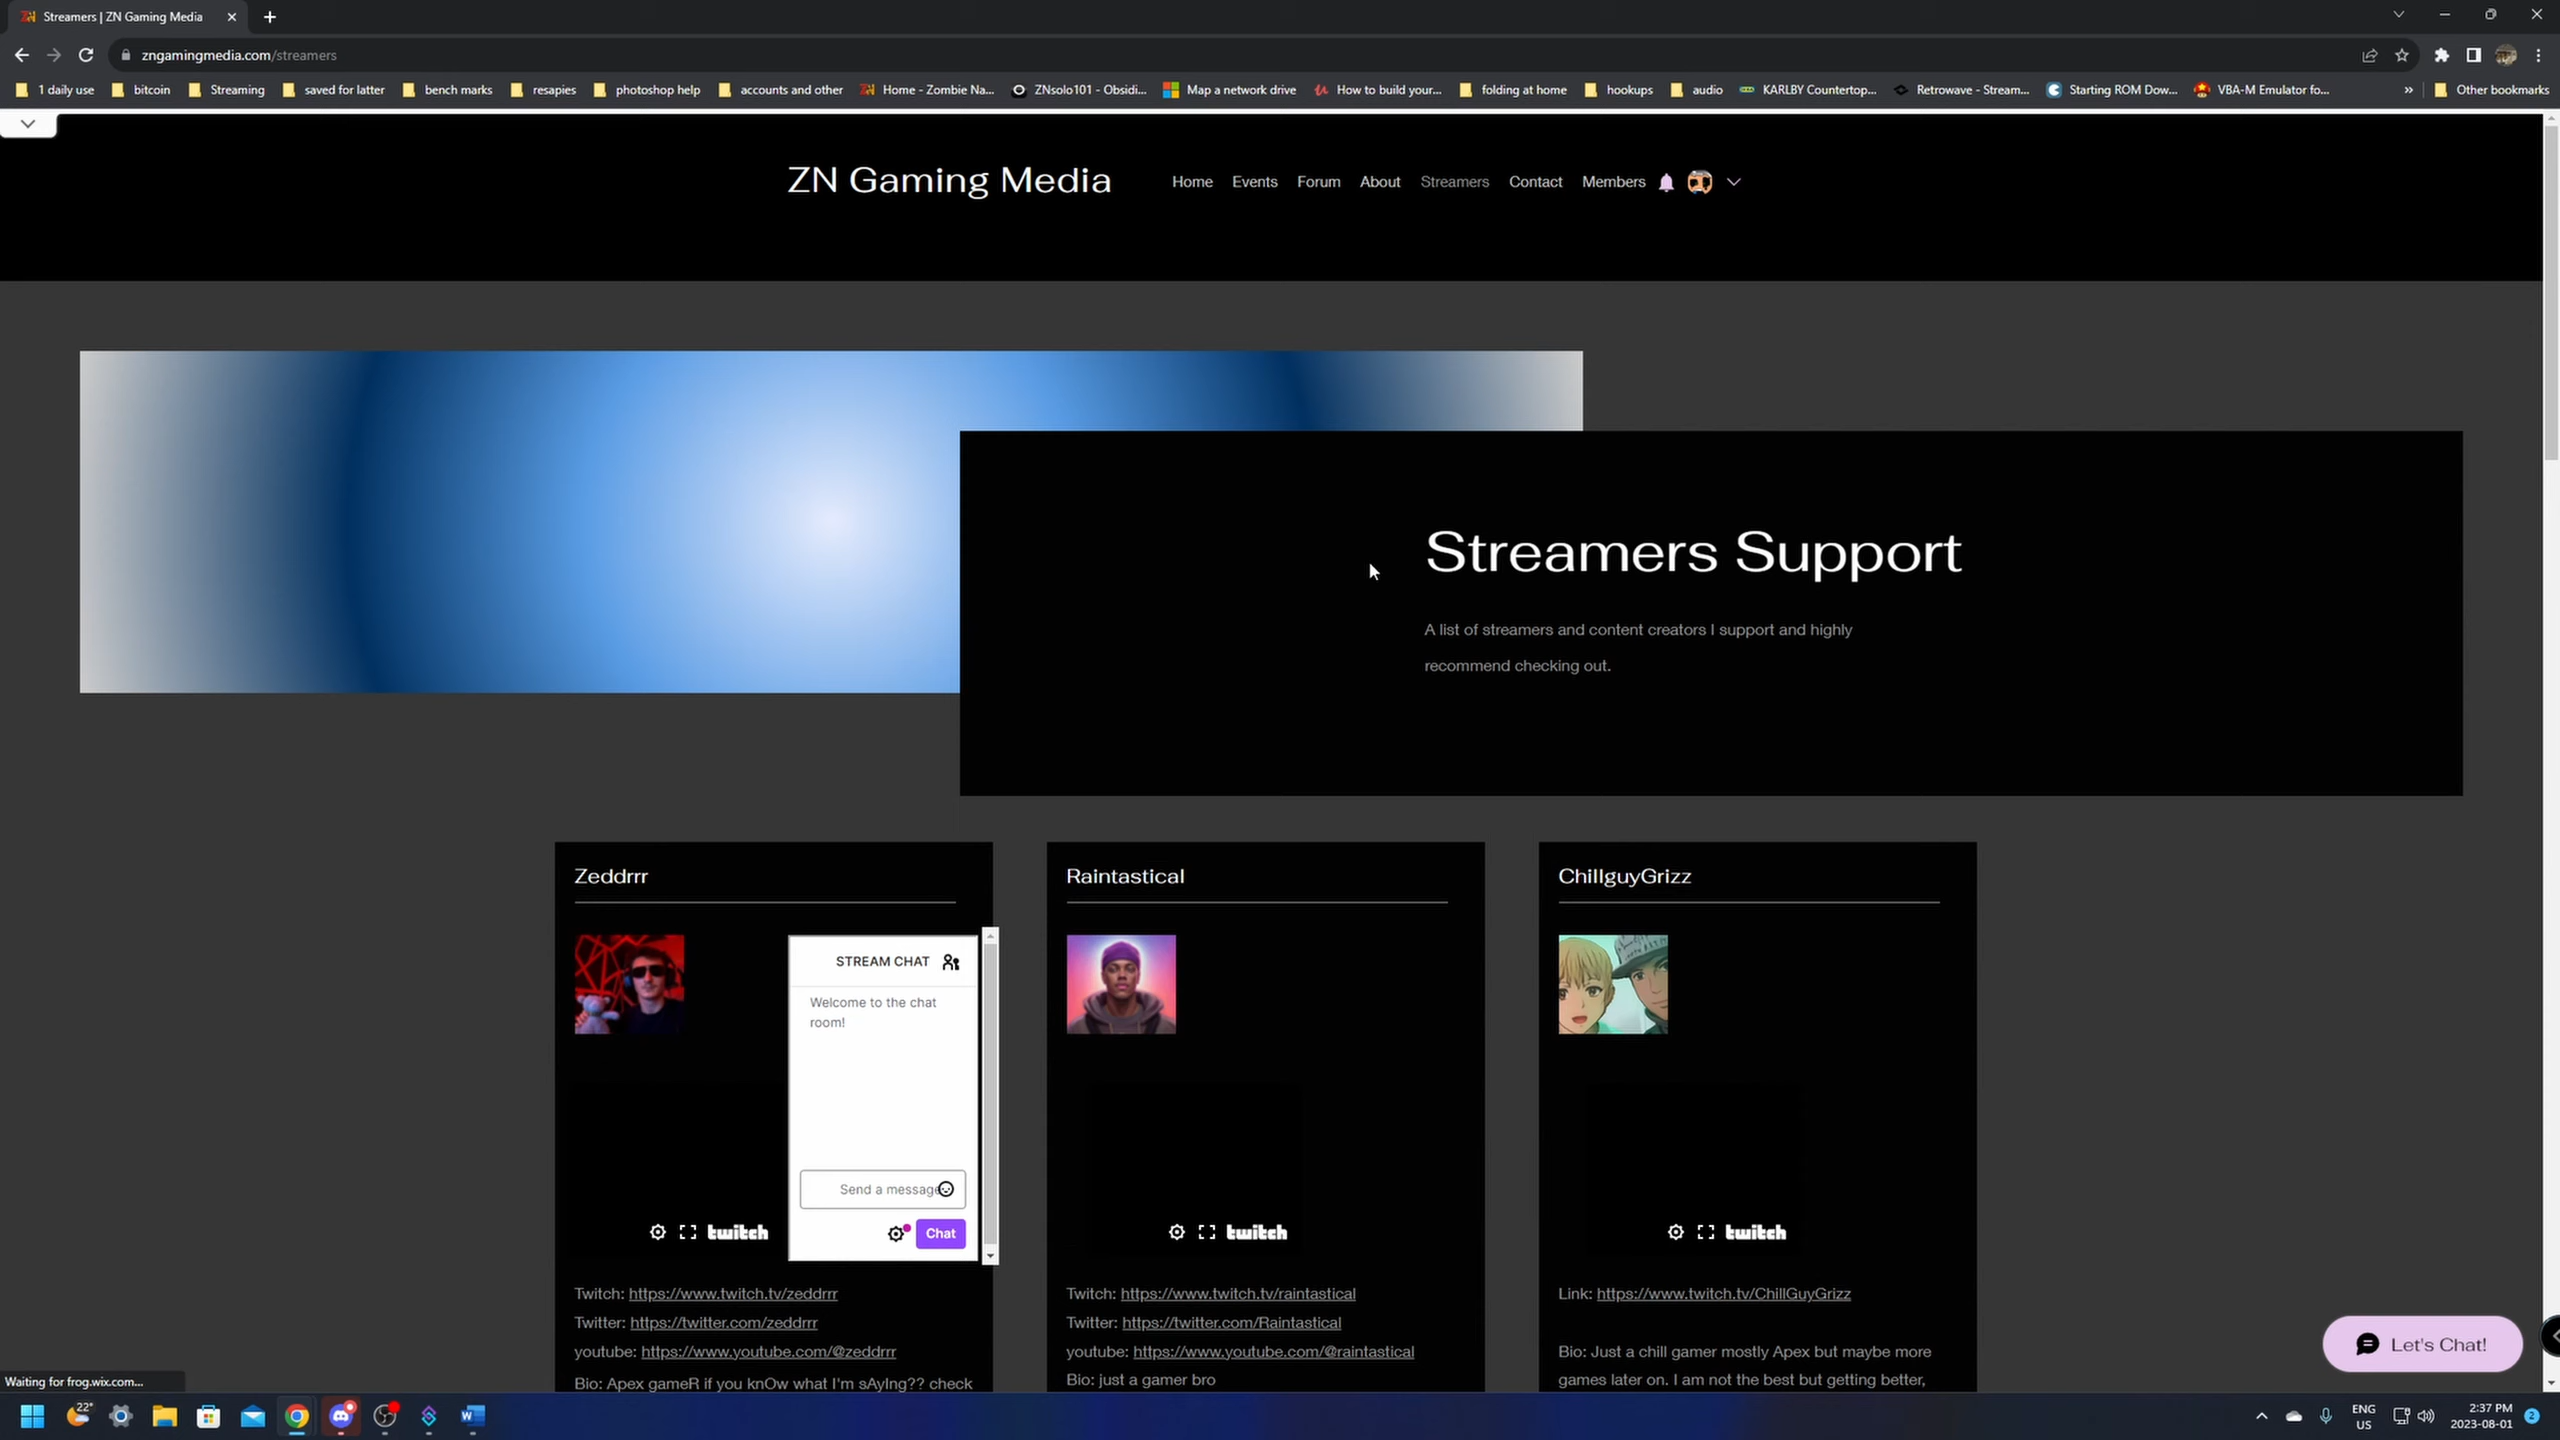 Streamers | ZN Gaming Media
zngamingmedia.com/streamers
1 daily use bitcoin Streaming saved for latter bench marks resapies photoshop help accounts and other Home - Zombie Na... ZNsolo101 - Obsidi... Map a network drive How to build your... folding at home hookups audio KARLBY Countertop... Retrowave - Stream... Starting ROM Dow... VBA-M Emulator fo... » Other bookmarks
ZN Gaming Media
Home Events Forum About Streamers Contact Members
Streamers Support
A list of streamers and content creators I support and highly
recommend checking out.
Zeddrrr
STREAM CHAT
Welcome to the chat
room!
Send a message
Chat
twitch
Twitch: https://www.twitch.tv/zeddrrr
Twitter: https://twitter.com/zeddrrr
youtube: https://www.youtube.com/@zeddrrr
Bio: Apex gameR if you knOw what I'm sAyIng?? check
Raintastical
twitch
Twitch: https://www.twitch.tv/raintastical
Twitter: https://twitter.com/Raintastical
youtube: https://www.youtube.com/@raintastical
Bio: just a gamer bro
ChillguyGrizz
twitch
Link: https://www.twitch.tv/ChillGuyGrizz
Bio: Just a chill gamer mostly Apex but maybe more
games later on. I am not the best but getting better,
Let's Chat!
Waiting for frog.wix.com...
22°
ENG
US
2:37 PM
2023-08-01
2